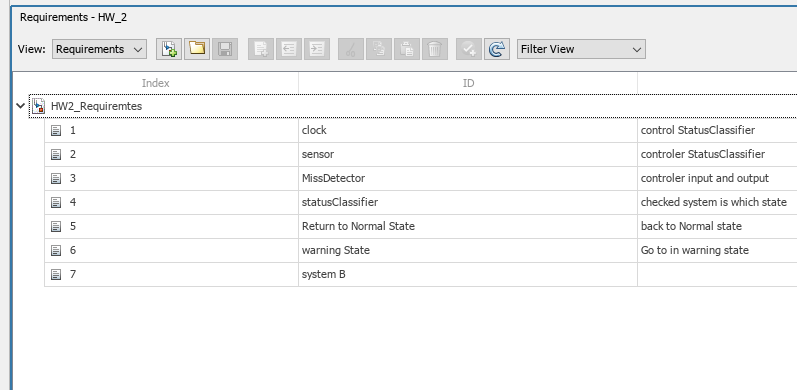 Requirements - HW_2
View: Requirements Filter View
Index ID
HW2_Requiremtes
1 clock control StatusClassifier
2 sensor controler StatusClassifier
3 MissDetector controler input and output
4 statusClassifier checked system is which state
5 Return to Normal State back to Normal state
6 warning State Go to in warning state
7 system B